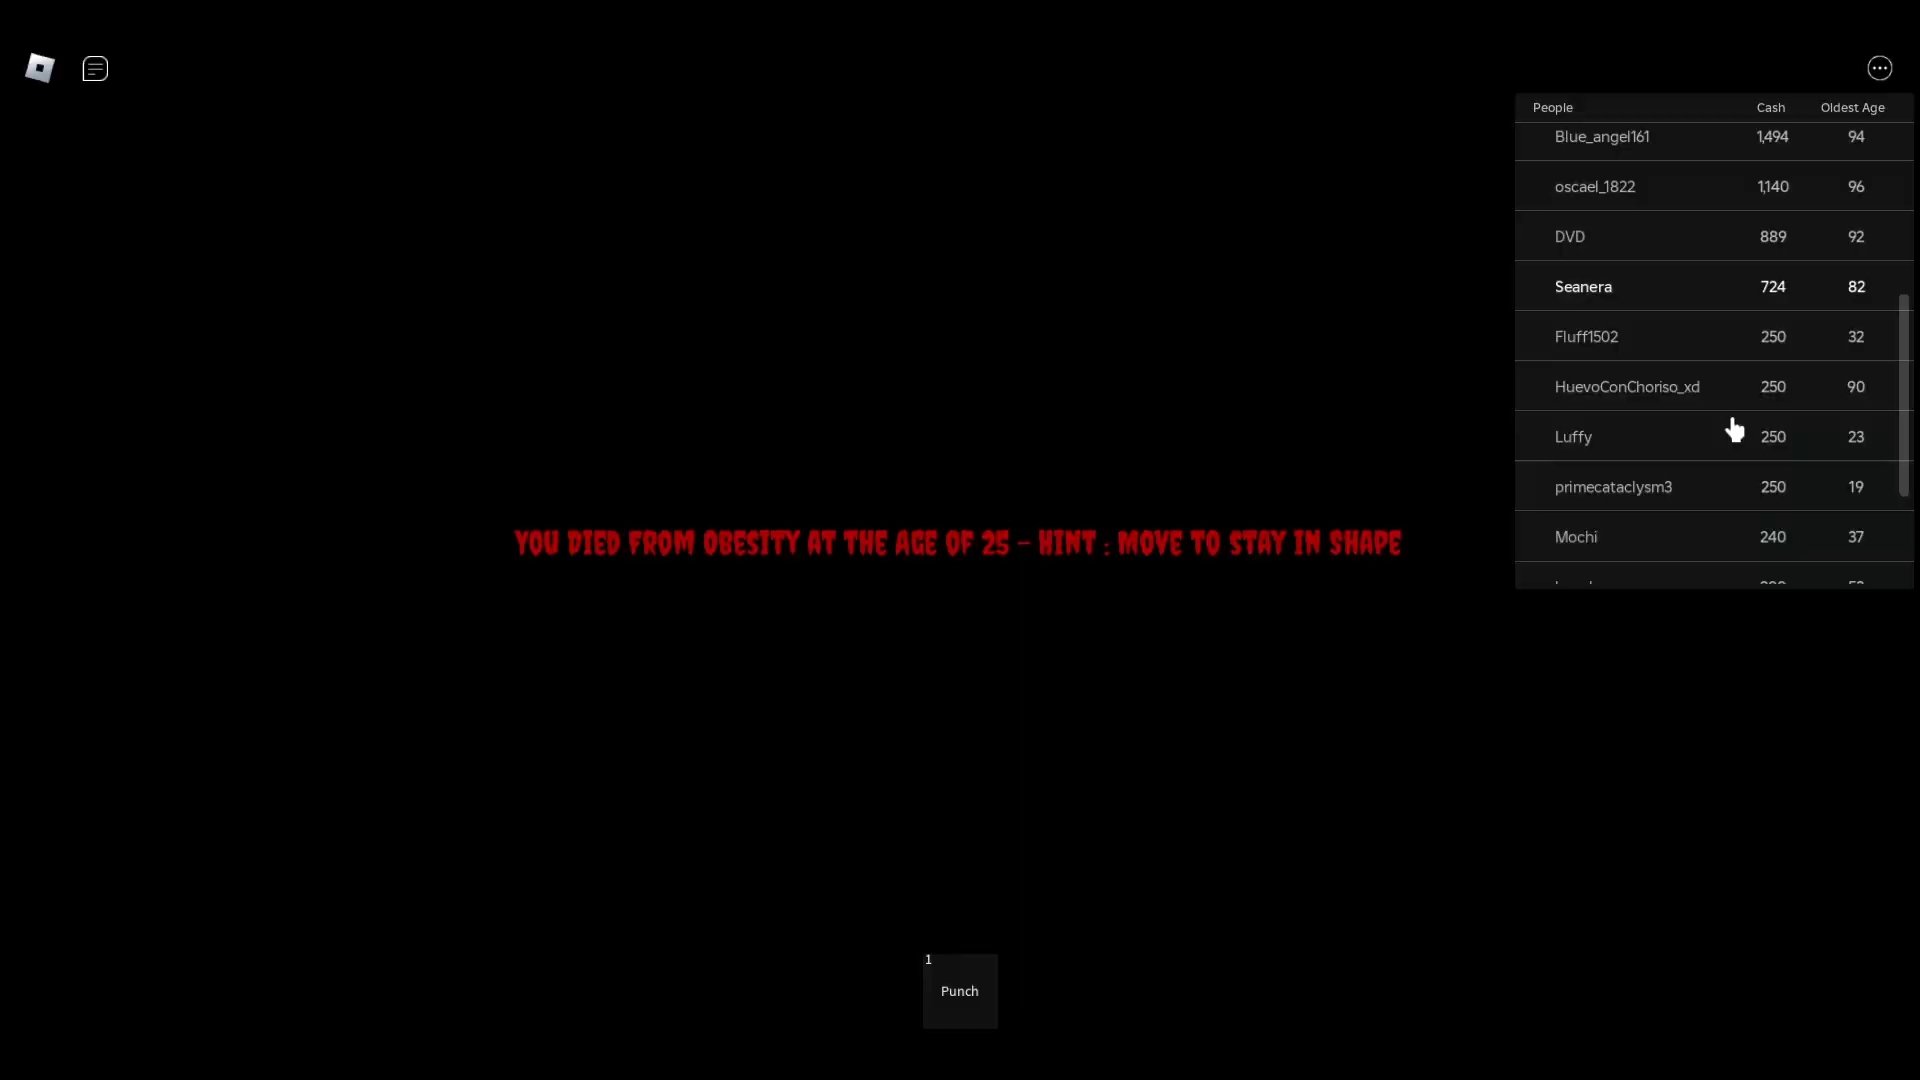 People Cash Oldest Age
Blue_angel161 1,494 94
oscael_1822 1,140 96
DVD 889 92
Seanera 724 82
Fluff1502 250 32
HuevoConChoriso_xd 250 90
Luffy 250 23
primecataclysm3 250 19
Mochi 240 37
YOU DIED FROM OBESITY AT THE AGE OF 25 - HINT : MOVE TO STAY IN SHAPE
1
Punch